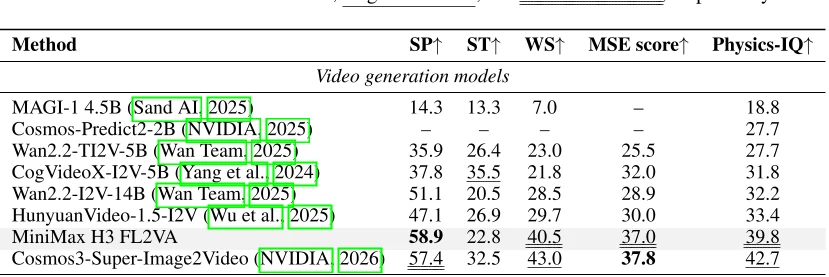 Method SP↑ ST↑ WS↑ MSE score↑ Physics-IQ↑
Video generation models
MAGI-1 4.5B (Sand AI, 2025) 14.3 13.3 7.0 – 18.8
Cosmos-Predict2-2B (NVIDIA, 2025) – – – – 27.7
Wan2.2-TI2V-5B (Wan Team, 2025) 35.9 26.4 23.0 25.5 27.7
CogVideoX-I2V-5B (Yang et al., 2024) 37.8 35.5 21.8 32.0 31.8
Wan2.2-I2V-14B (Wan Team, 2025) 51.1 20.5 28.5 28.9 32.2
HunyuanVideo-1.5-I2V (Wu et al., 2025) 47.1 26.9 29.7 30.0 33.4
MiniMax H3 FL2VA 58.9 22.8 40.5 37.0 39.8
Cosmos3-Super-Image2Video (NVIDIA, 2026) 57.4 32.5 43.0 37.8 42.7